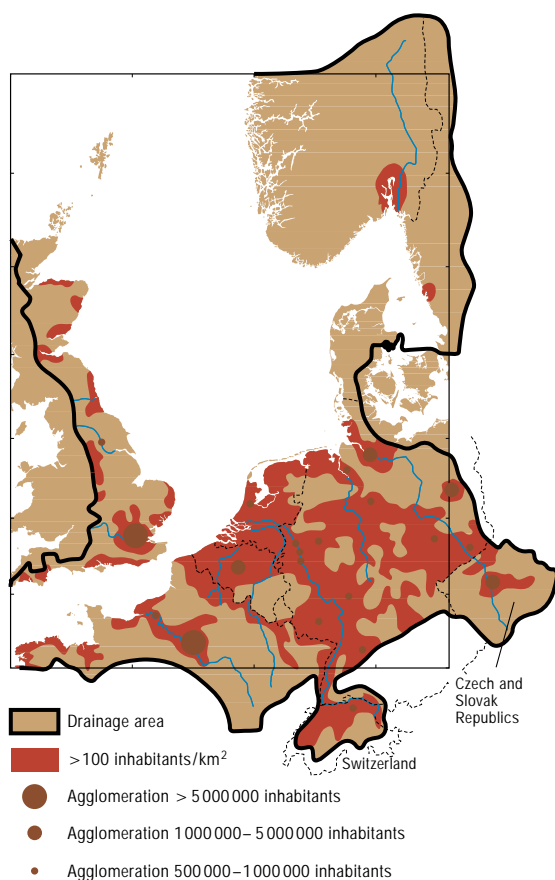 Czech and
Slovak
Republics
Switzerland
Drainage area
>100 inhabitants/km²
Agglomeration > 5 000 000 inhabitants
Agglomeration 1 000 000– 5 000 000 inhabitants
Agglomeration 500 000–1 000 000 inhabitants